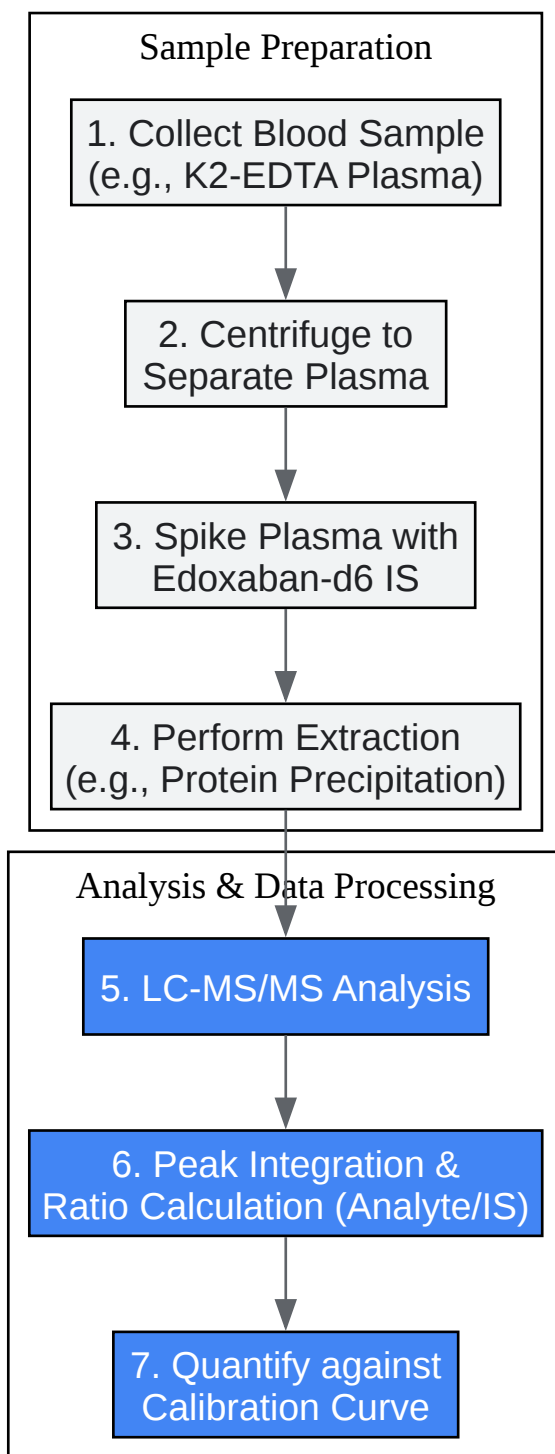 Sample Preparation
1. Collect Blood Sample
(e.g., K2-EDTA Plasma)
2. Centrifuge to
Separate Plasma
3. Spike Plasma with
Edoxaban-d6 IS
4. Perform Extraction
(e.g., Protein Precipitation)
Analysis & Data Processing
5. LC-MS/MS Analysis
6. Peak Integration &
Ratio Calculation (Analyte/IS)
7. Quantify against
Calibration Curve